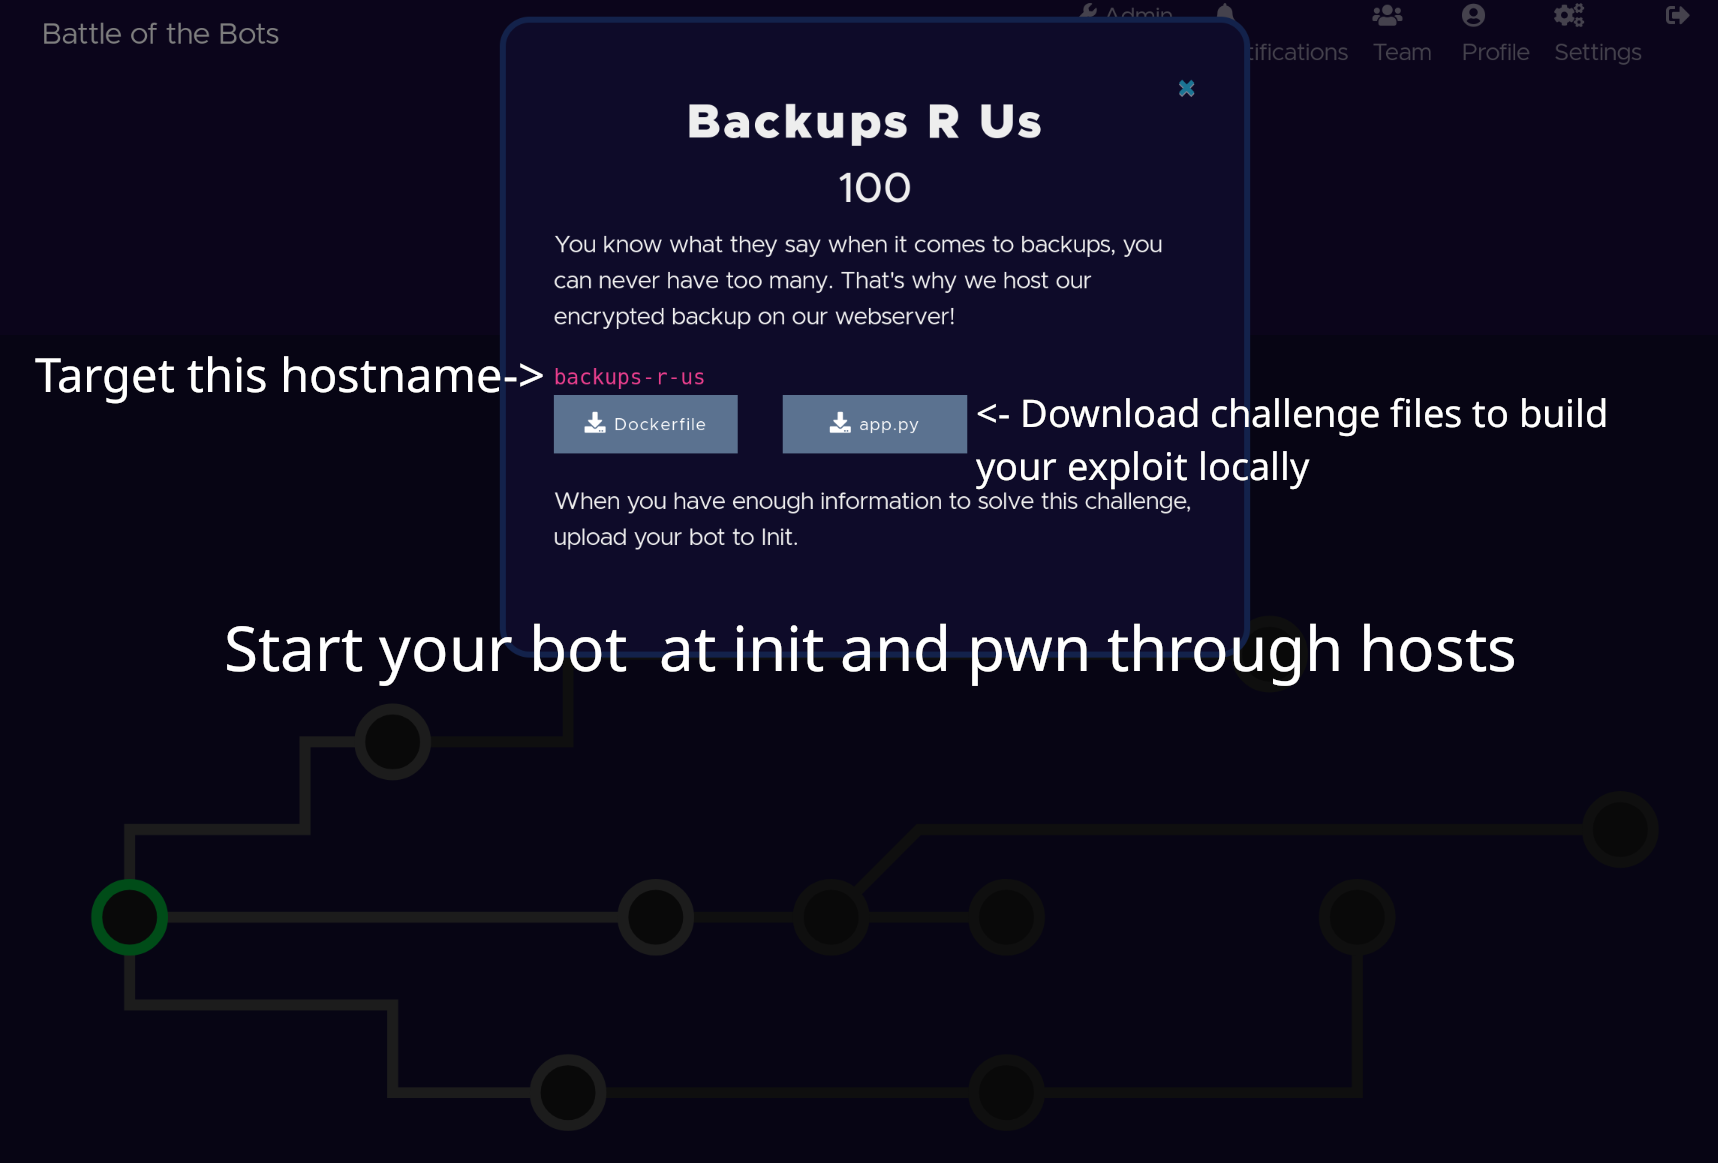 Battle of the Bots
Admin
tifications
Team
Profile
Settings
Backups R Us
100
You know what they say when it comes to backups, you
can never have too many. That's why we host our
encrypted backup on our webserver!
Target this hostname->
backups-r-us
Dockerfile
app.py
<- Download challenge files to build
your exploit locally
When you have enough information to solve this challenge,
upload your bot to Init.
Start your bot at init and pwn through hosts